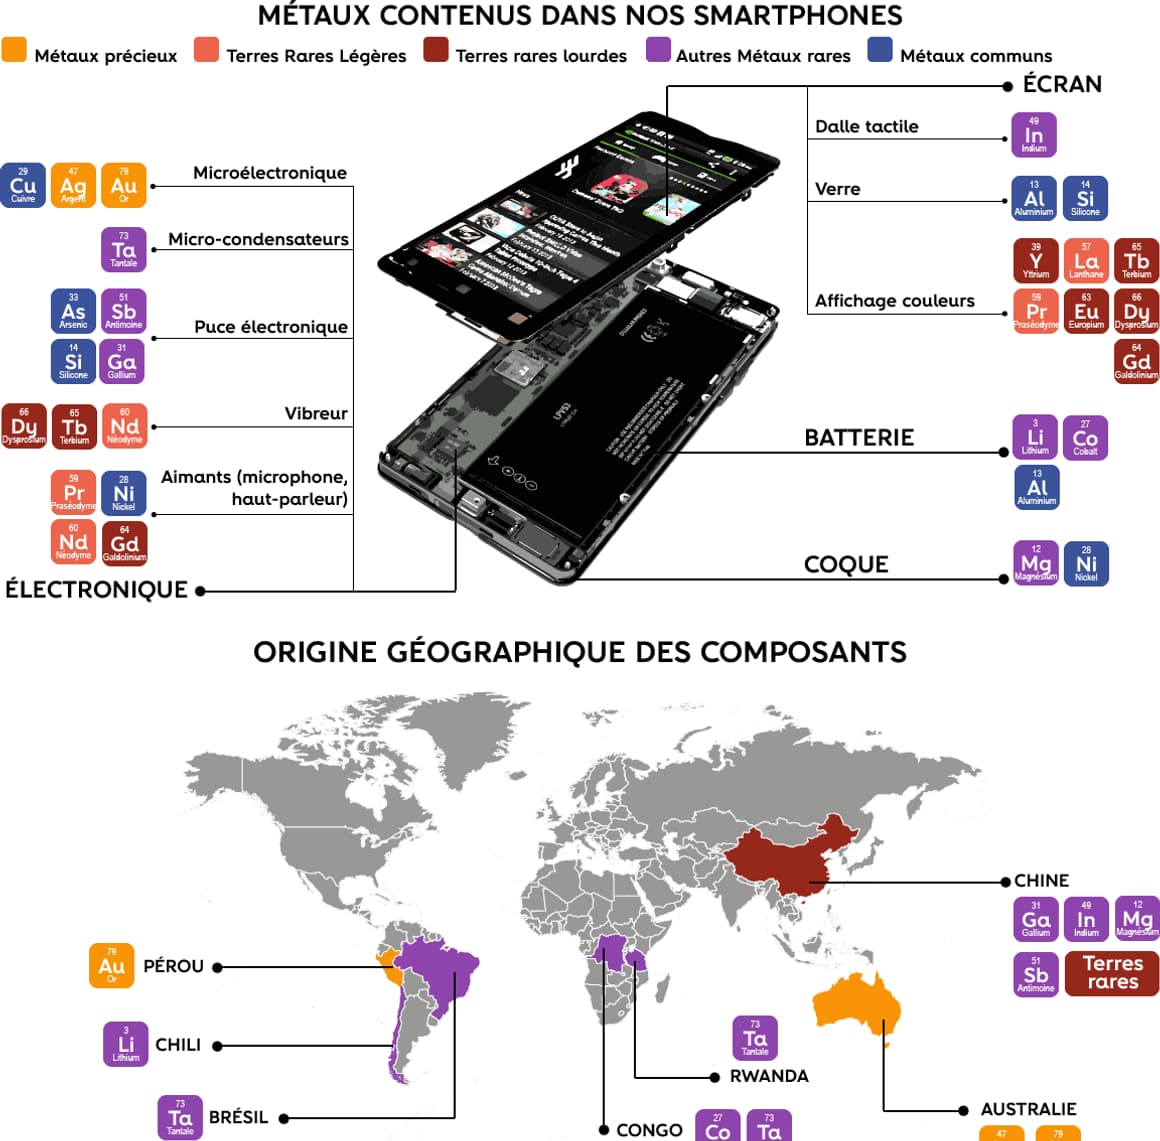 MÉTAUX CONTENUS DANS NOS SMARTPHONES
Métaux précieux
Terres Rares Légères
Terres rares lourdes
Autres Métaux rares
Métaux communs
ÉCRAN
Dalle tactile
49 In Indium
Verre
13 Al Aluminium
14 Si Silicone
Affichage couleurs
39 Y Yttrium
57 La Lanthane
65 Tb Terbium
59 Pr Praséodyme
63 Eu Europium
66 Dy Dysprosium
64 Gd Galdolinium
BATTERIE
3 Li Lithium
27 Co Cobalt
13 Al Aluminium
COQUE
12 Mg Magnésium
28 Ni Nickel
Microélectronique
29 Cu Cuivre
47 Ag Argent
79 Au Or
Micro-condensateurs
73 Ta Tantale
Puce électronique
33 As Arsenic
51 Sb Antimoine
14 Si Silicone
31 Ga Gallium
Vibreur
66 Dy Dysprosium
65 Tb Terbium
60 Nd Néodyme
Aimants (microphone,
haut-parleur)
59 Pr Praséodyme
28 Ni Nickel
60 Nd Néodyme
64 Gd Galdolinium
ÉLECTRONIQUE
ORIGINE GÉOGRAPHIQUE DES COMPOSANTS
CHINE
31 Ga Gallium
49 In Indium
12 Mg Magnésium
51 Sb Antimoine
Terres
rares
79 Au Or
PÉROU
3 Li Lithium
CHILI
73 Ta Tantale
BRÉSIL
73 Ta Tantale
RWANDA
CONGO
27 Co
73 Ta
AUSTRALIE
47
79